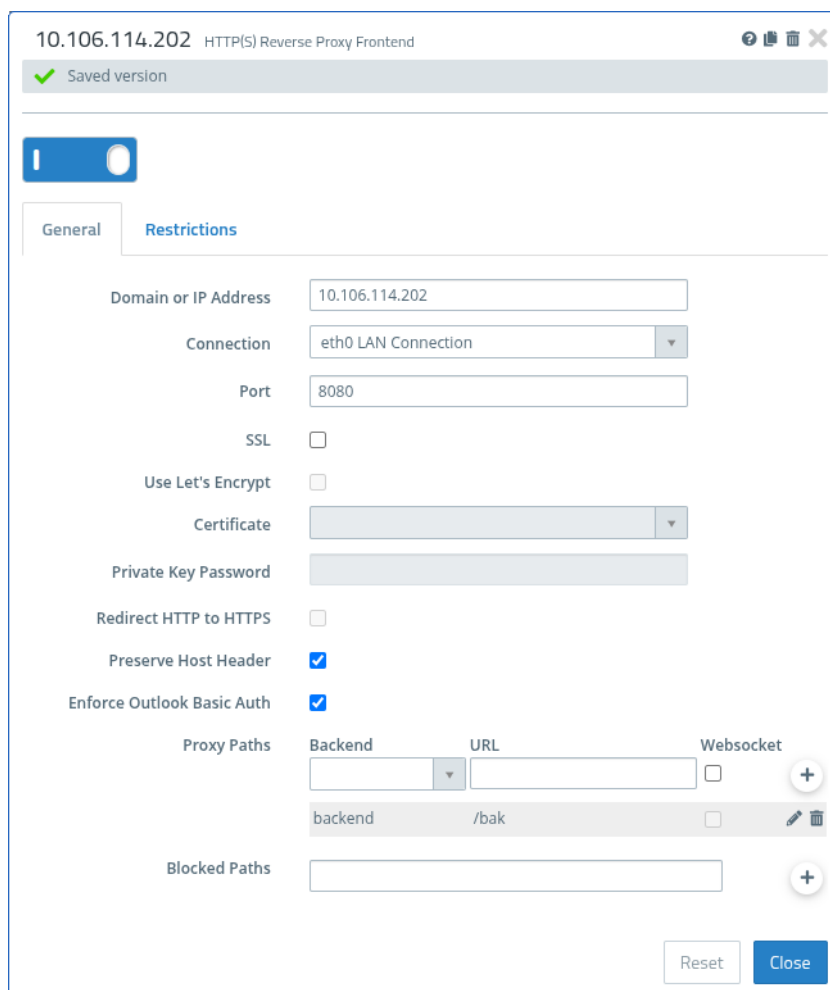 10.106.114.202 HTTP(S) Reverse Proxy Frontend
Saved version
General Restrictions
Domain or IP Address 10.106.114.202
Connection eth0 LAN Connection
Port 8080
SSL
Use Let's Encrypt
Certificate
Private Key Password
Redirect HTTP to HTTPS
Preserve Host Header
Enforce Outlook Basic Auth
Proxy Paths Backend URL Websocket
backend /bak
Blocked Paths
Reset Close